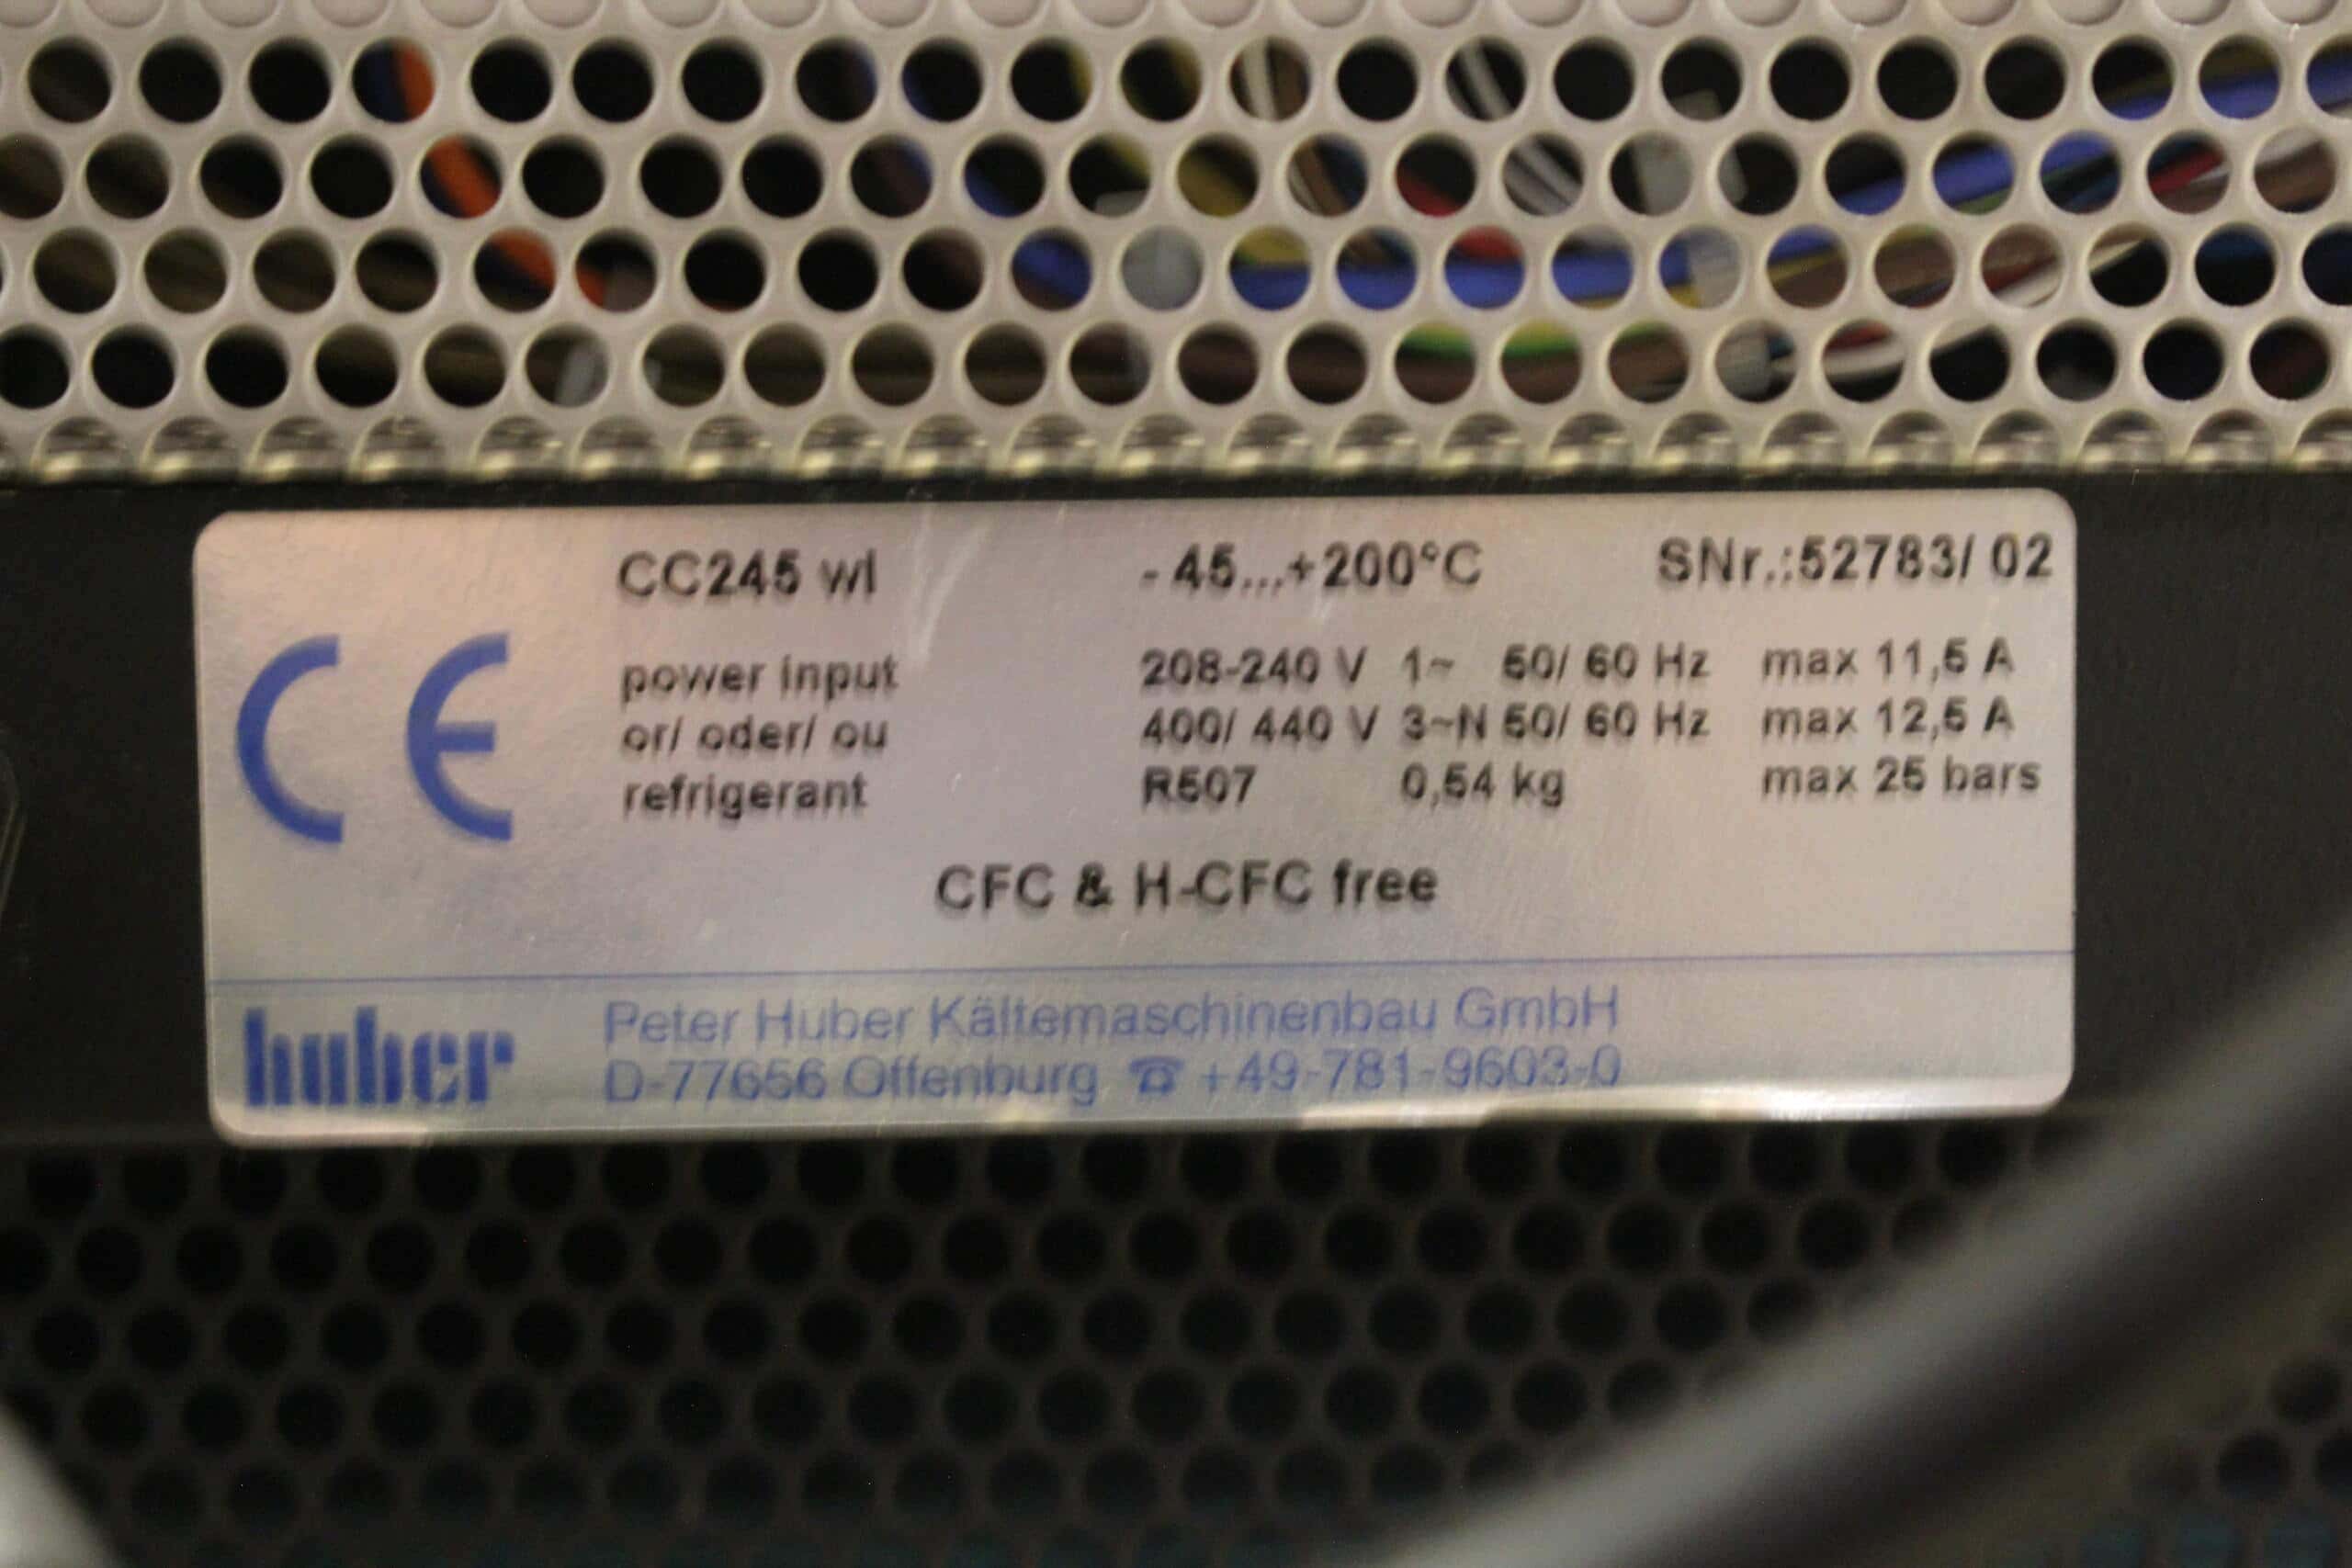 CC245 wl -45...+200°C SNr.:52783/ 02
CE
power input 208-240 V 1~ 50/ 60 Hz max 11,5 A
or/ oder/ ou 400/ 440 V 3~N 50/ 60 Hz max 12,5 A
refrigerant R507 0,54 kg max 25 bars
CFC & H-CFC free
huber
Peter Huber Kältemaschinenbau GmbH
D-77656 Offenburg ☎ +49-781-9603-0